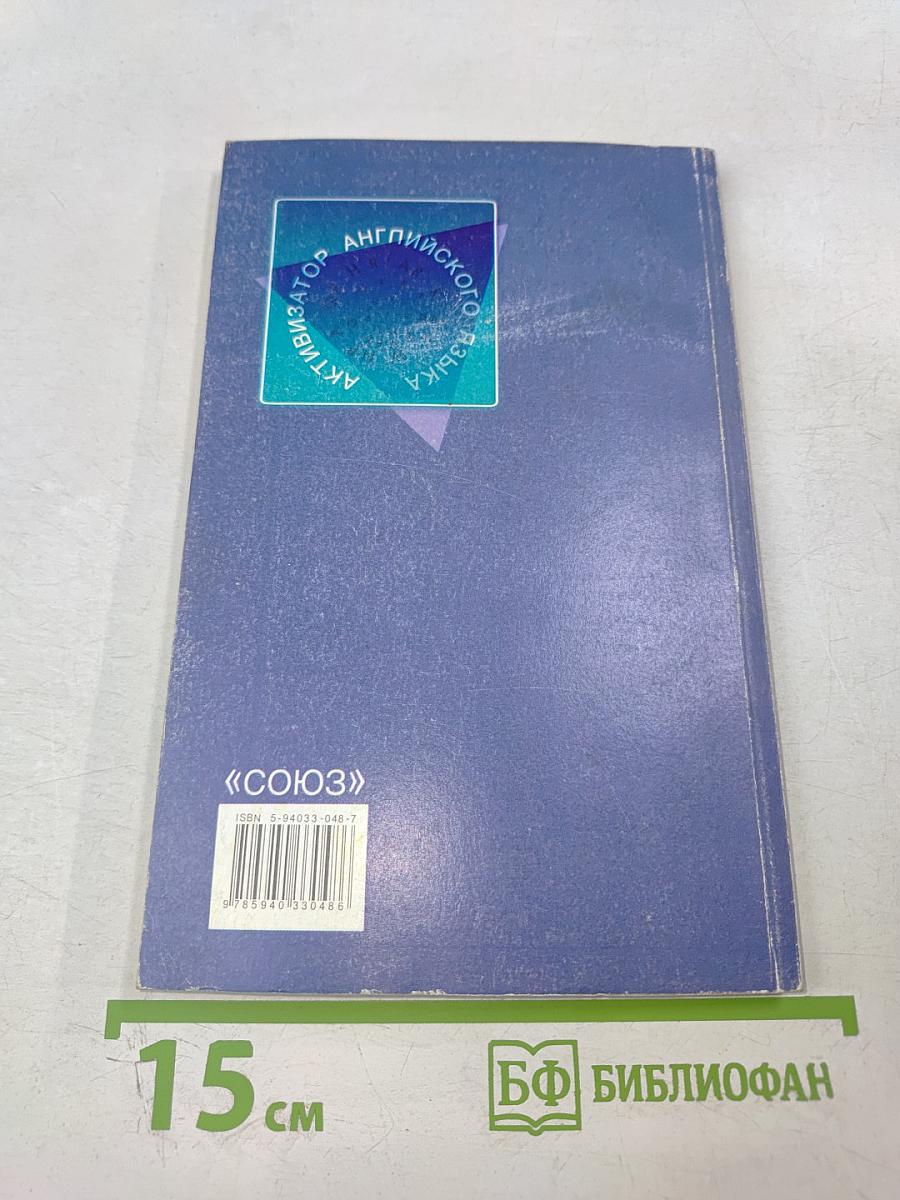 АКТИВИЗАТОР АНГЛИЙСКОГО ЯЗЫКА
«СОЮЗ»
ISBN 5-94033-048-7
9 785940 330486
15 см
БФ БИБЛИОФАН